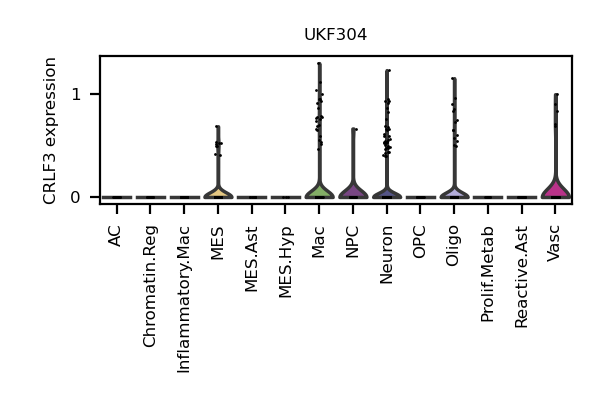 UKF304
CRLF3 expression
1
0
AC
Chromatin.Reg
Inflammatory.Mac
MES
MES.Ast
MES.Hyp
Mac
NPC
Neuron
OPC
Oligo
Prolif.Metab
Reactive.Ast
Vasc